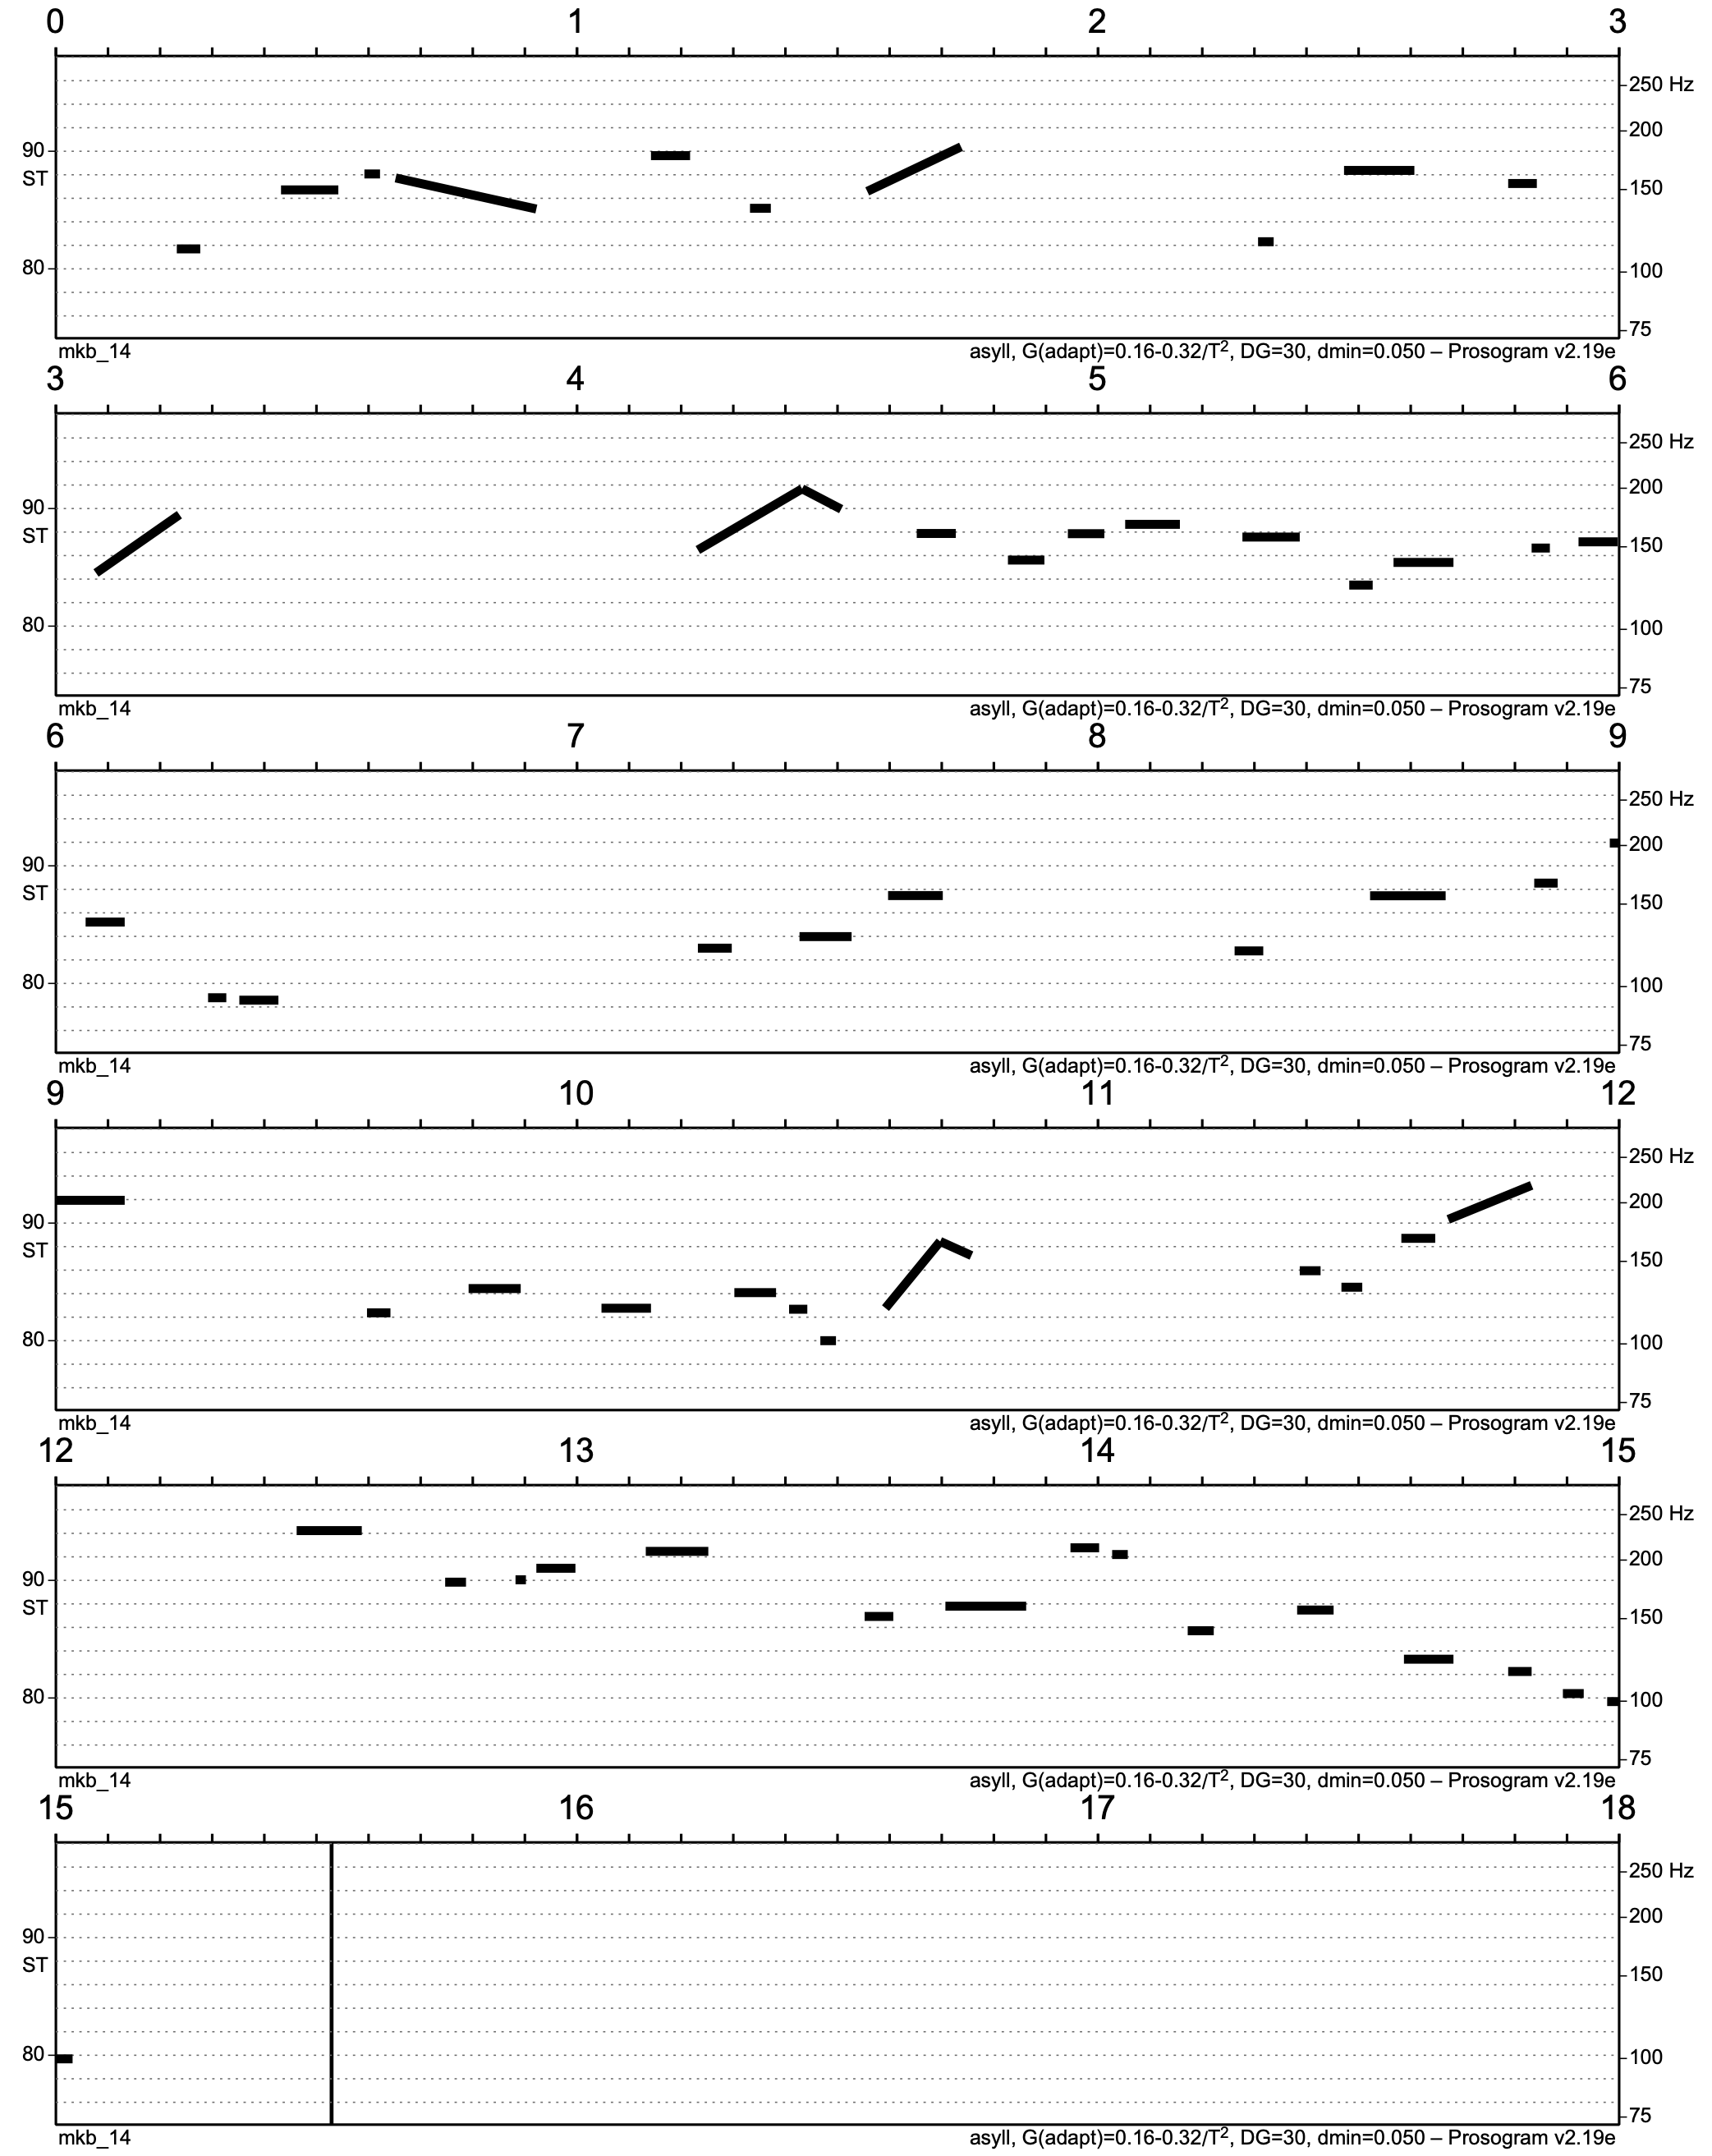 0 1 2 3
250 Hz
200
90
ST
150
80
100
75
mkb_14 asyll, G(adapt)=0.16-0.32/T², DG=30, dmin=0.050 – Prosogram v2.19e
3 4 5 6
250 Hz
200
90
ST
150
80
100
75
mkb_14 asyll, G(adapt)=0.16-0.32/T², DG=30, dmin=0.050 – Prosogram v2.19e
6 7 8 9
250 Hz
200
90
ST
150
80
100
75
mkb_14 asyll, G(adapt)=0.16-0.32/T², DG=30, dmin=0.050 – Prosogram v2.19e
9 10 11 12
250 Hz
200
90
ST
150
80
100
75
mkb_14 asyll, G(adapt)=0.16-0.32/T², DG=30, dmin=0.050 – Prosogram v2.19e
12 13 14 15
250 Hz
200
90
ST
150
80
100
75
mkb_14 asyll, G(adapt)=0.16-0.32/T², DG=30, dmin=0.050 – Prosogram v2.19e
15 16 17 18
250 Hz
200
90
ST
150
80
100
75
mkb_14 asyll, G(adapt)=0.16-0.32/T², DG=30, dmin=0.050 – Prosogram v2.19e